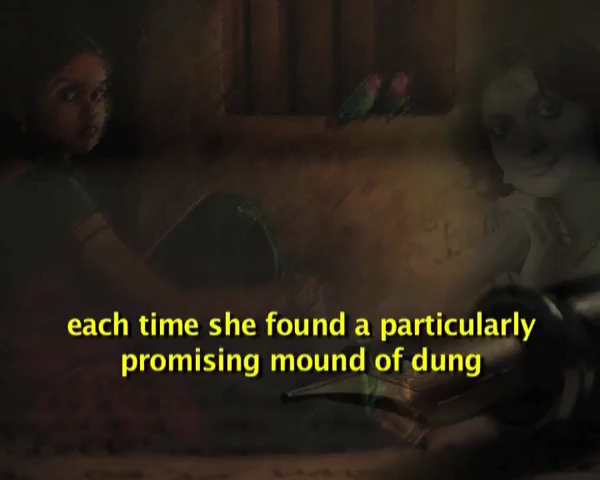 each time she found a particularly
promising mound of dung